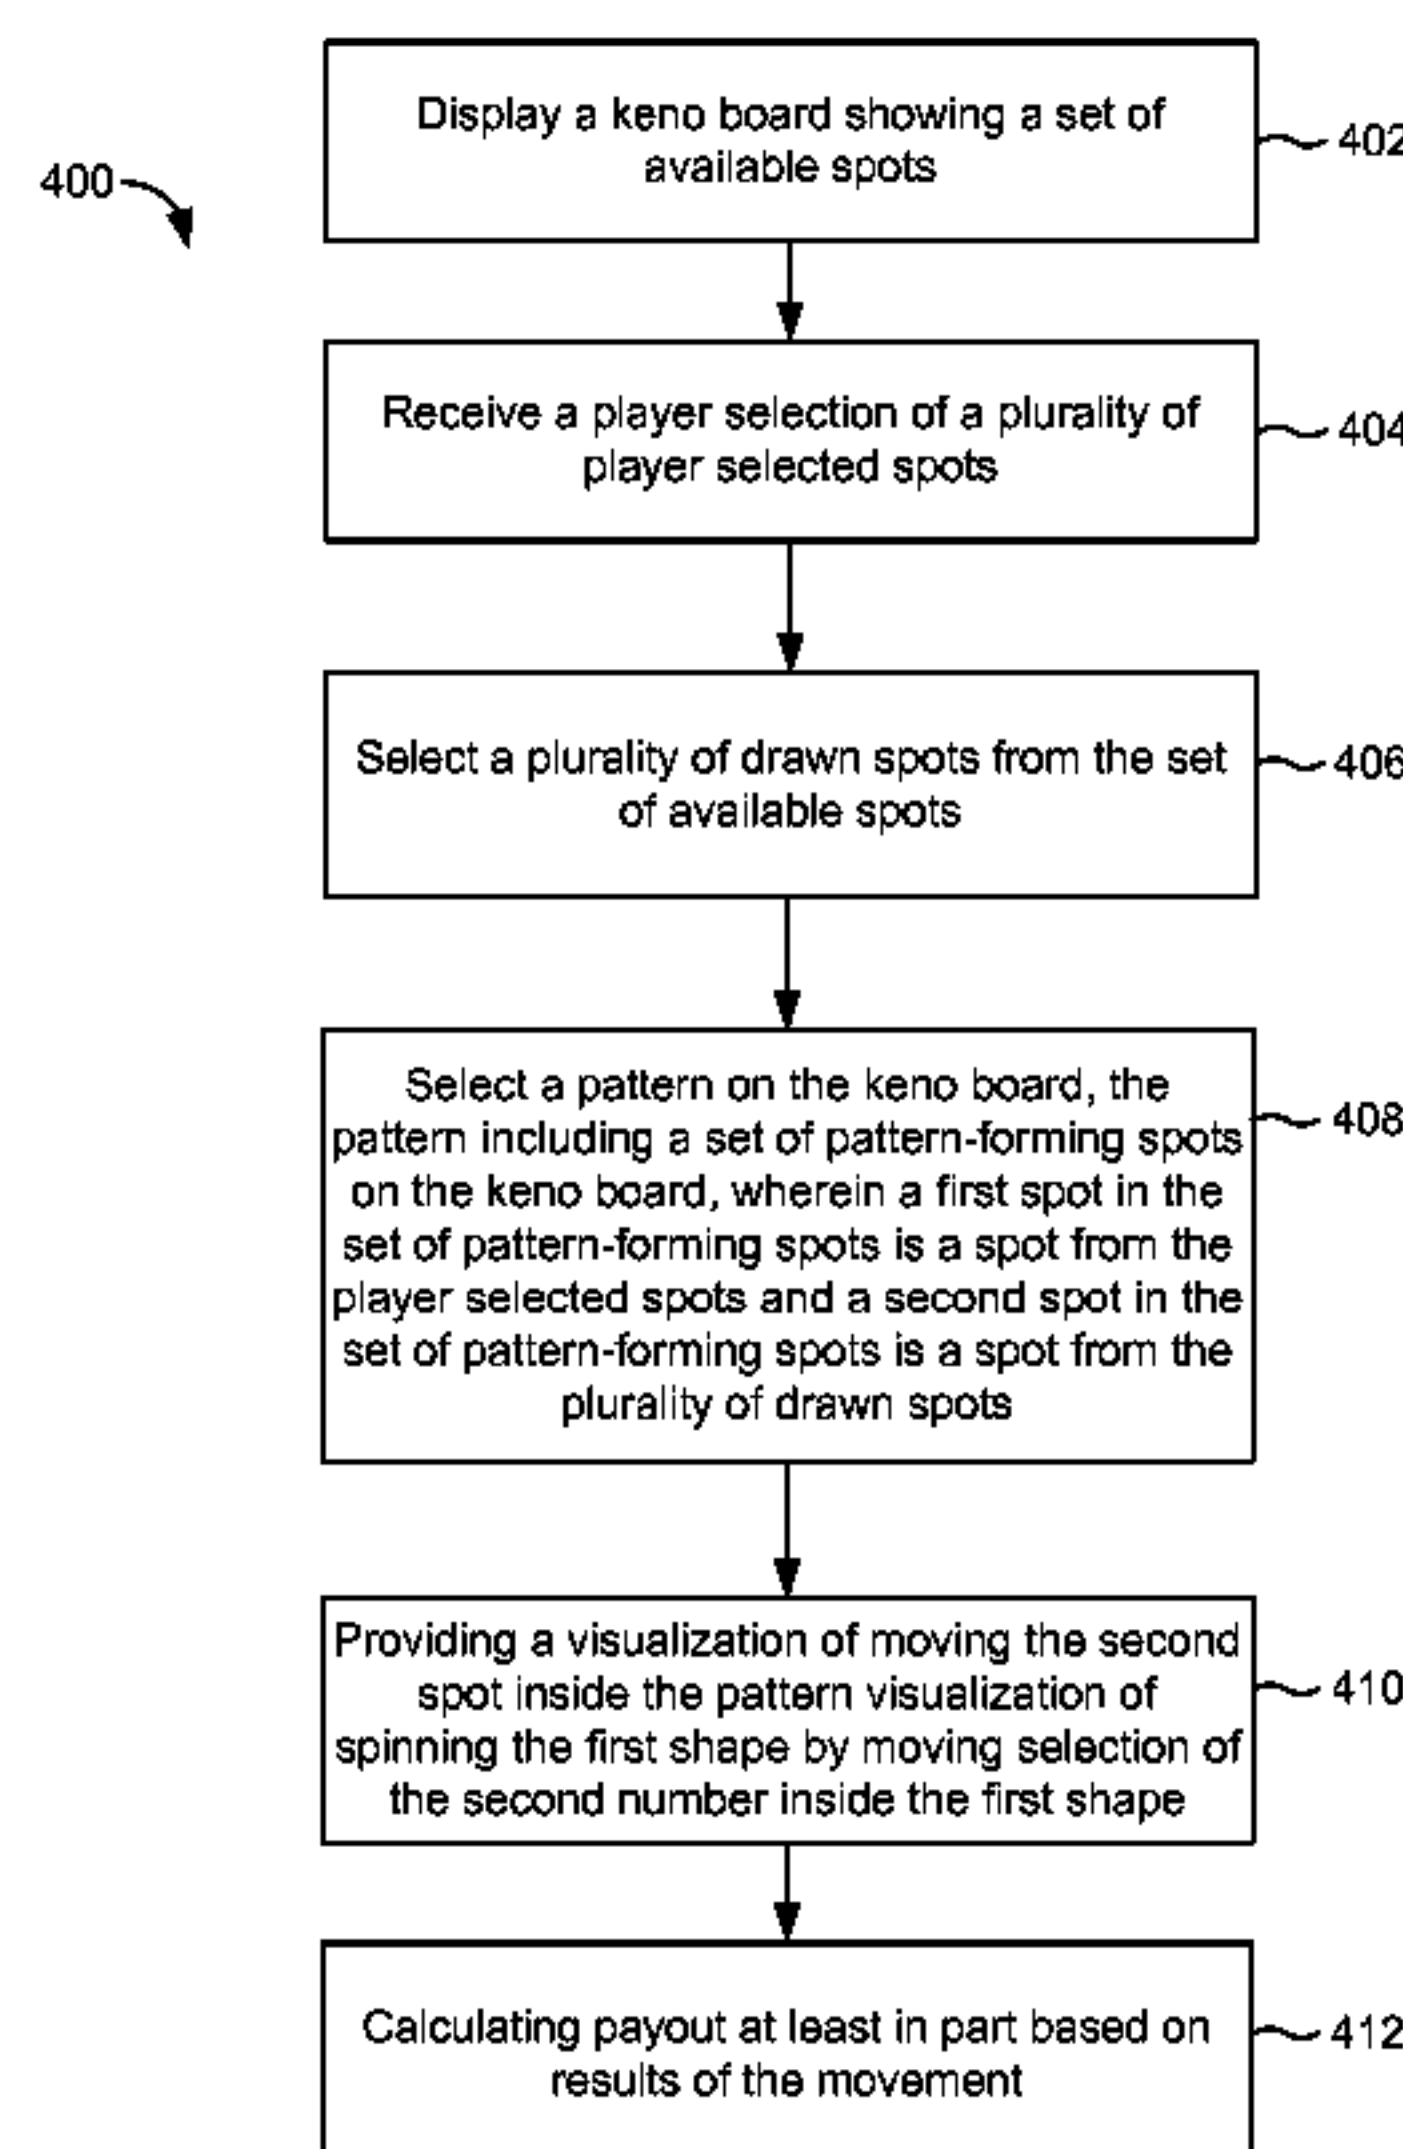 Display a keno board showing a set of
available spots
402
400
Receive a player selection of a plurality of
player selected spots
404
Select a plurality of drawn spots from the set
of available spots
406
Select a pattern on the keno board, the
pattern including a set of pattern-forming spots
on the keno board, wherein a first spot in the
set of pattern-forming spots is a spot from the
player selected spots and a second spot in the
set of pattern-forming spots is a spot from the
plurality of drawn spots
408
Providing a visualization of moving the second
spot inside the pattern visualization of
spinning the first shape by moving selection of
the second number inside the first shape
410
Calculating payout at least in part based on
results of the movement
412